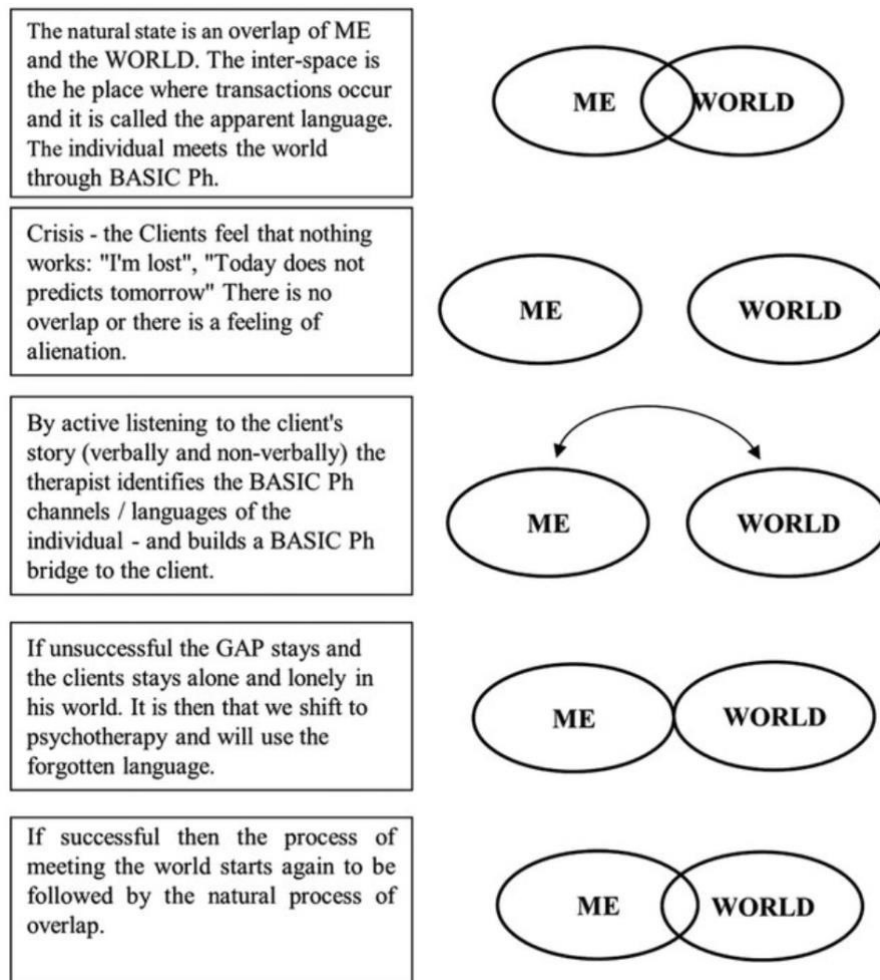 The natural state is an overlap of ME
and the WORLD. The inter-space is
the he place where transactions occur
and it is called the apparent language.
The individual meets the world
through BASIC Ph.
ME WORLD
Crisis - the Clients feel that nothing
works: "I'm lost", "Today does not
predicts tomorrow" There is no
overlap or there is a feeling of
alienation.
ME WORLD
By active listening to the client's
story (verbally and non-verbally) the
therapist identifies the BASIC Ph
channels / languages of the
individual - and builds a BASIC Ph
bridge to the client.
ME WORLD
If unsuccessful the GAP stays and
the clients stays alone and lonely in
his world. It is then that we shift to
psychotherapy and will use the
forgotten language.
ME WORLD
If successful then the process of
meeting the world starts again to be
followed by the natural process of
overlap.
ME WORLD